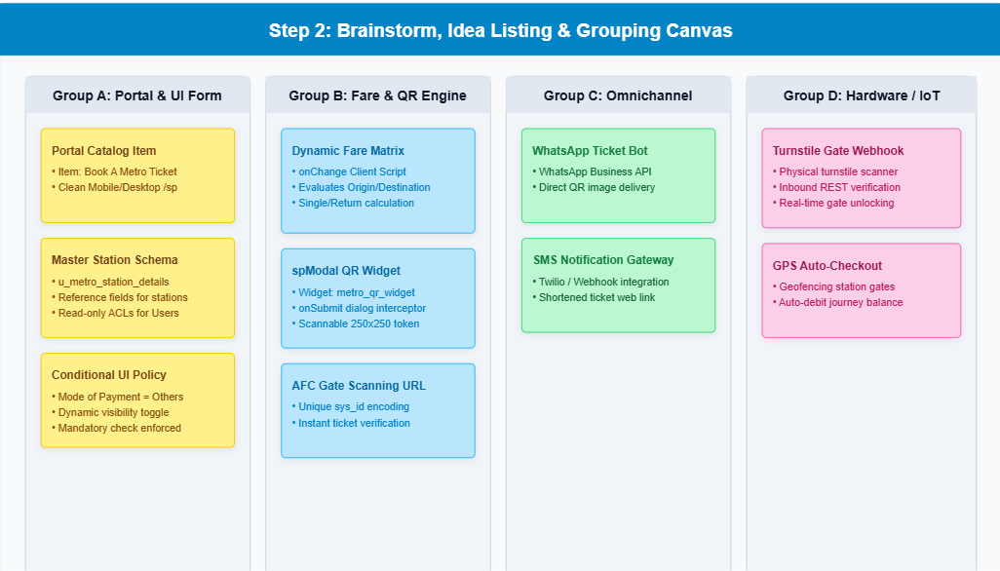 Step 2: Brainstorm, Idea Listing & Grouping Canvas
Group A: Portal & UI Form
Portal Catalog Item
• Item: Book A Metro Ticket
• Clean Mobile/Desktop /sp
Master Station Schema
• u_metro_station_details
• Reference fields for stations
• Read-only ACLs for Users
Conditional UI Policy
• Mode of Payment = Others
• Dynamic visibility toggle
• Mandatory check enforced
Group B: Fare & QR Engine
Dynamic Fare Matrix
• onChange Client Script
• Evaluates Origin/Destination
• Single/Return calculation
spModal QR Widget
• Widget: metro_qr_widget
• onSubmit dialog interceptor
• Scannable 250x250 token
AFC Gate Scanning URL
• Unique sys_id encoding
• Instant ticket verification
Group C: Omnichannel
WhatsApp Ticket Bot
• WhatsApp Business API
• Direct QR image delivery
SMS Notification Gateway
• Twilio / Webhook integration
• Shortened ticket web link
Group D: Hardware / IoT
Turnstile Gate Webhook
• Physical turnstile scanner
• Inbound REST verification
• Real-time gate unlocking
GPS Auto-Checkout
• Geofencing station gates
• Auto-debit journey balance